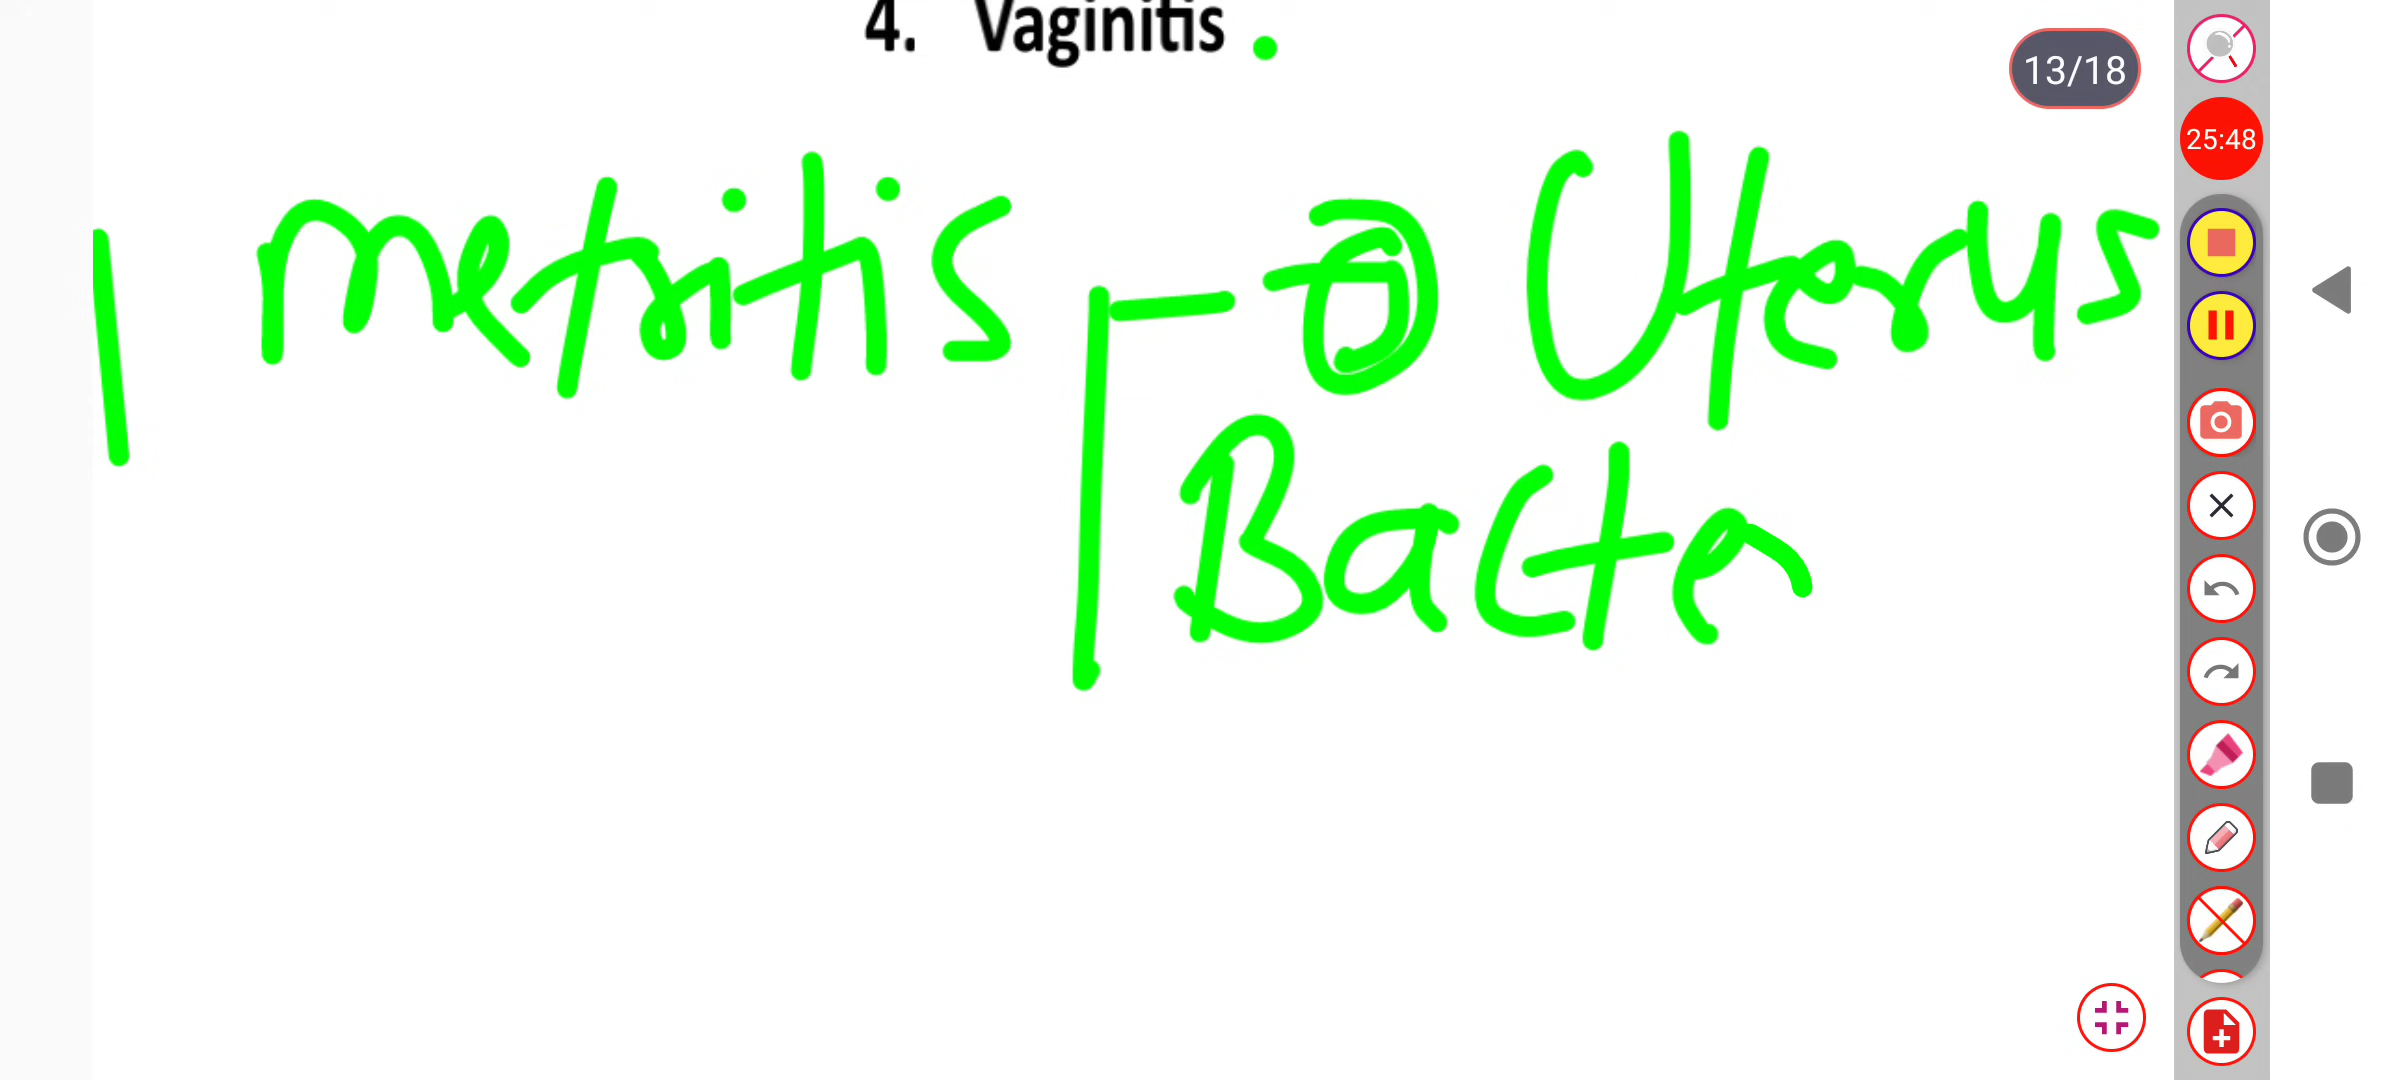 4. Vaginitis
13/18
25:48
metritis Uterus
Bacte